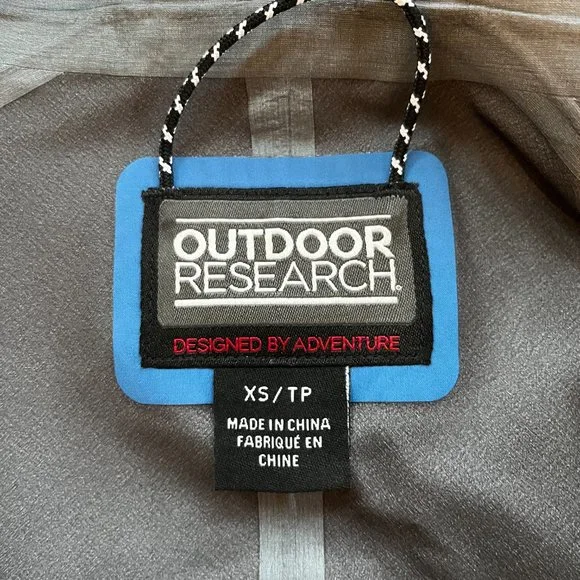 OUTDOOR
RESEARCH.
DESIGNED BY ADVENTURE
XS/TP
MADE IN CHINA
FABRIQUÉ EN
CHINE